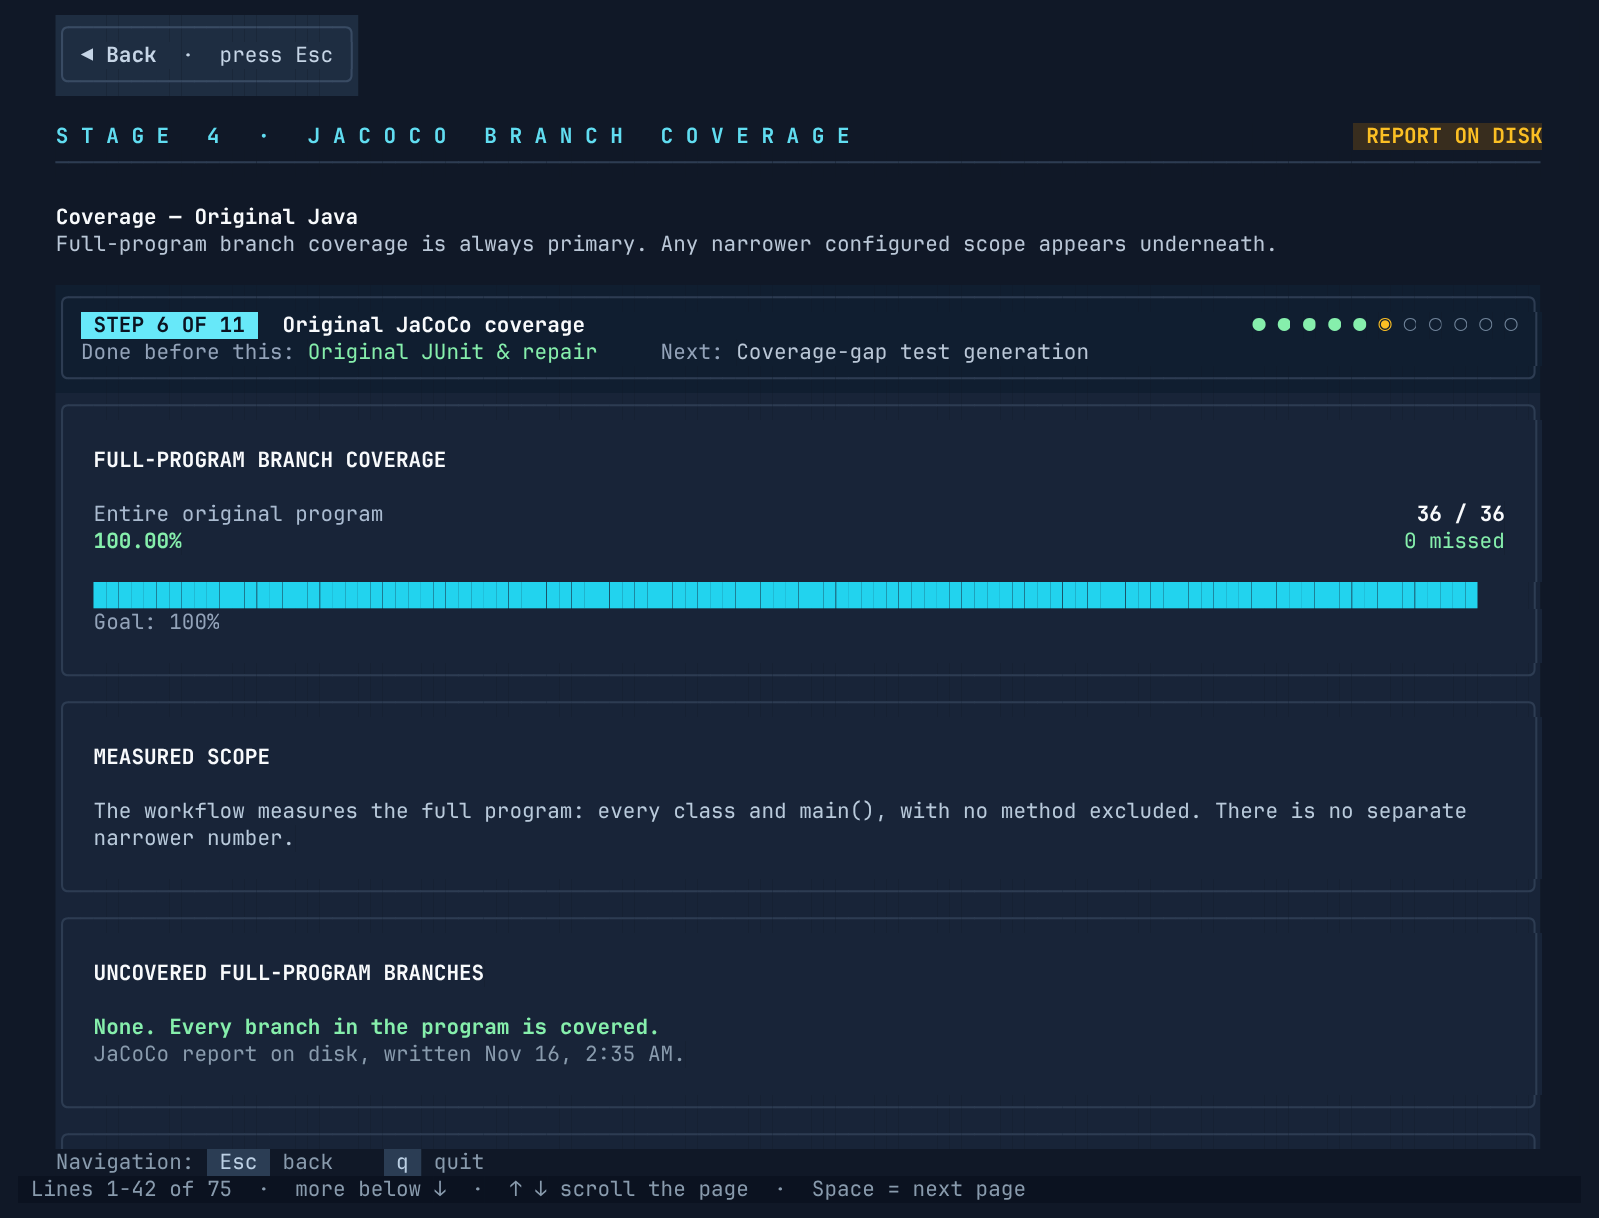 ◄ Back · press Esc
STAGE 4 · JACOCO BRANCH COVERAGE
REPORT ON DISK
Coverage — Original Java
Full-program branch coverage is always primary. Any narrower configured scope appears underneath.
STEP 6 OF 11 Original JaCoCo coverage
Done before this: Original JUnit & repair Next: Coverage-gap test generation
FULL-PROGRAM BRANCH COVERAGE
Entire original program 36 / 36
100.00% 0 missed
Goal: 100%
MEASURED SCOPE
The workflow measures the full program: every class and main(), with no method excluded. There is no separate
narrower number.
UNCOVERED FULL-PROGRAM BRANCHES
None. Every branch in the program is covered.
JaCoCo report on disk, written Nov 16, 2:35 AM.
Navigation: Esc back q quit
Lines 1-42 of 75 · more below ↓ · ↑ ↓ scroll the page · Space = next page